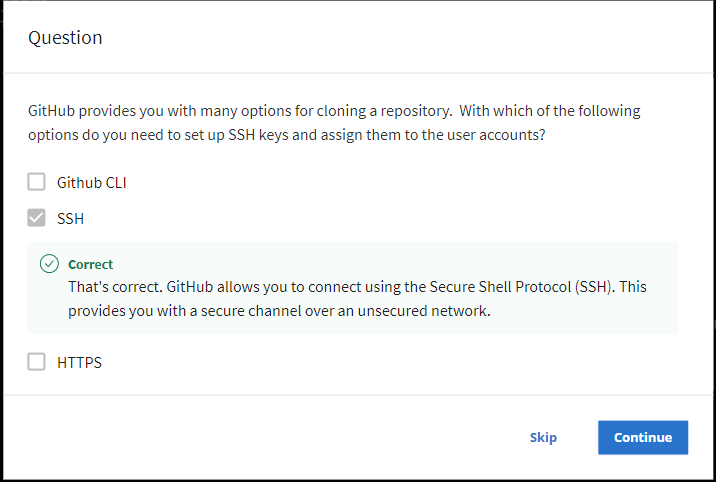 Question
GitHub provides you with many options for cloning a repository.  With which of the following
options do you need to set up SSH keys and assign them to the user accounts?
Github CLI
SSH
Correct
That's correct. GitHub allows you to connect using the Secure Shell Protocol (SSH). This
provides you with a secure channel over an unsecured network.
HTTPS
Skip
Continue